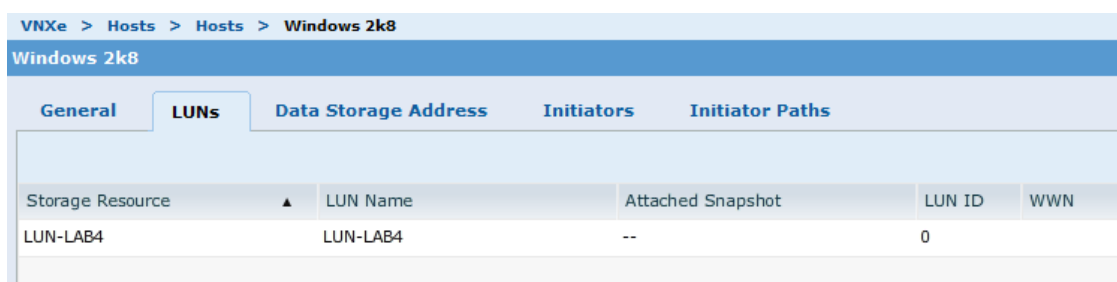 VNXe > Hosts > Hosts > Windows 2k8
Windows 2k8
General LUNs Data Storage Address Initiators Initiator Paths
Storage Resource ▲ LUN Name Attached Snapshot LUN ID WWN
LUN-LAB4 LUN-LAB4 -- 0